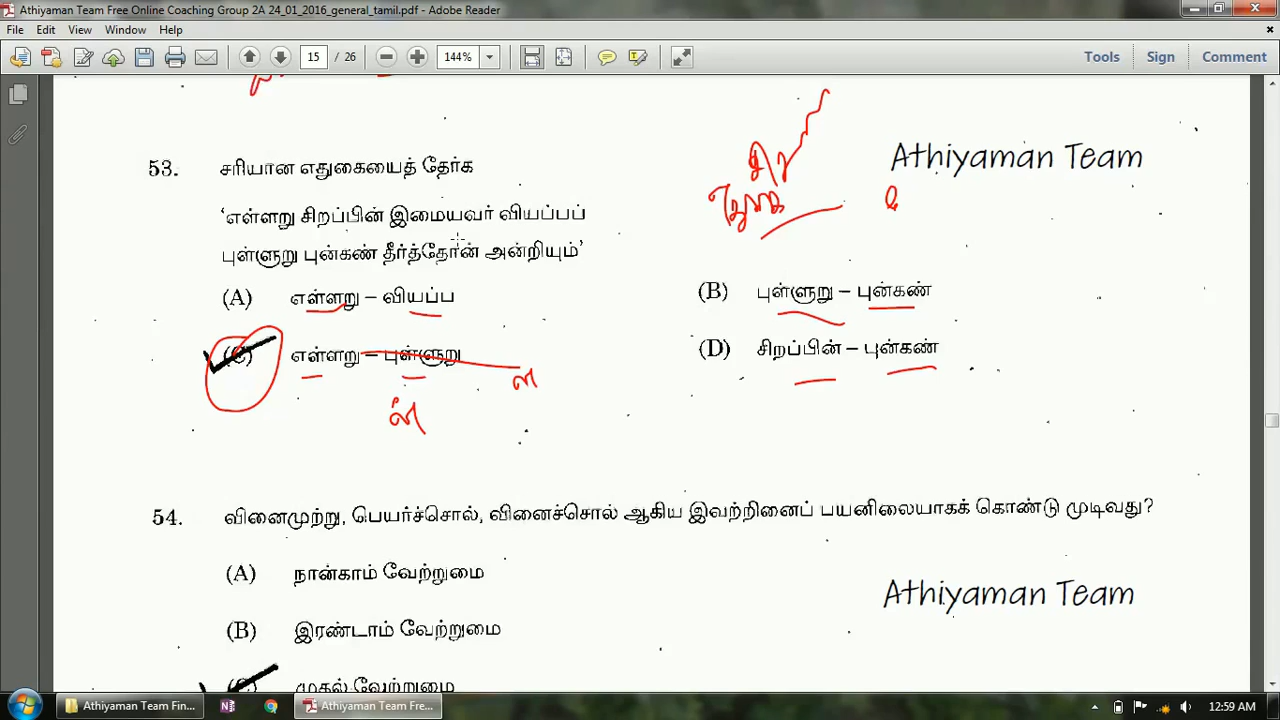 Athiyaman Team Free Online Coaching Group 2A 24_01_2016_general_tamil.pdf - Adobe Reader
File Edit View Window Help
15 / 26 144% Tools Sign Comment
Athiyaman Team
53. சரியான எதுகையைத் தேர்க
'எள்ளறு சிறப்பின் இமையவர் வியப்பப்
புள்ளுறு புன்கண் தீர்த்தேரன் அன்றியும்'
(A) எள்ளறு – வியப்ப
(B) புள்ளுறு – புன்கண்
(C) எள்ளறு – புள்ளுறு
(D) சிறப்பின் – புன்கண்
ள்
54. வினைமுற்று, பெயர்ச்சொல், வினைச்சொல் ஆகிய இவற்றினைப் பயனிலையாகக் கொண்டு முடிவது?
(A) நான்காம் வேற்றுமை
Athiyaman Team
(B) இரண்டாம் வேற்றுமை
(C) முதல் வேற்றுமை
Athiyaman Team Fin... Athiyaman Team Fre... 12:59 AM